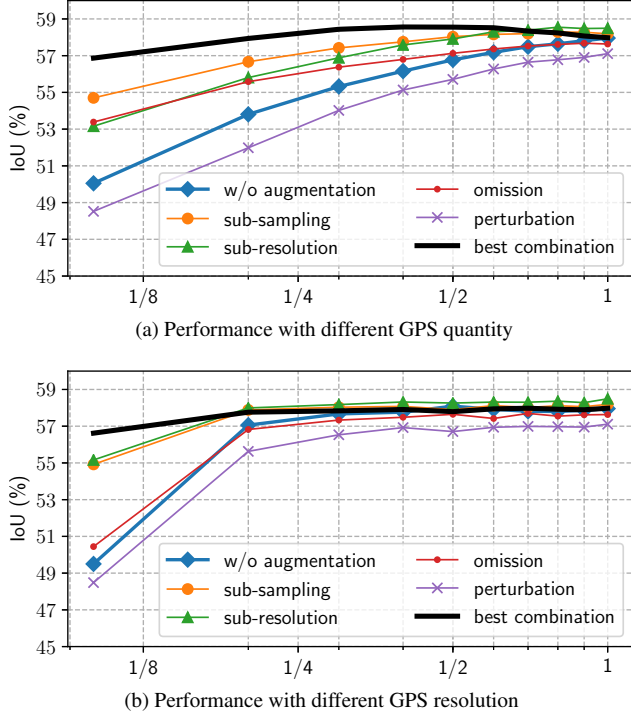 59
57
55
53
51
49
47
45
IoU (%)
w/o augmentation
sub-sampling
sub-resolution
omission
perturbation
best combination
1/8 1/4 1/2 1
(a) Performance with different GPS quantity
59
57
55
53
51
49
47
45
IoU (%)
w/o augmentation
sub-sampling
sub-resolution
omission
perturbation
best combination
1/8 1/4 1/2 1
(b) Performance with different GPS resolution